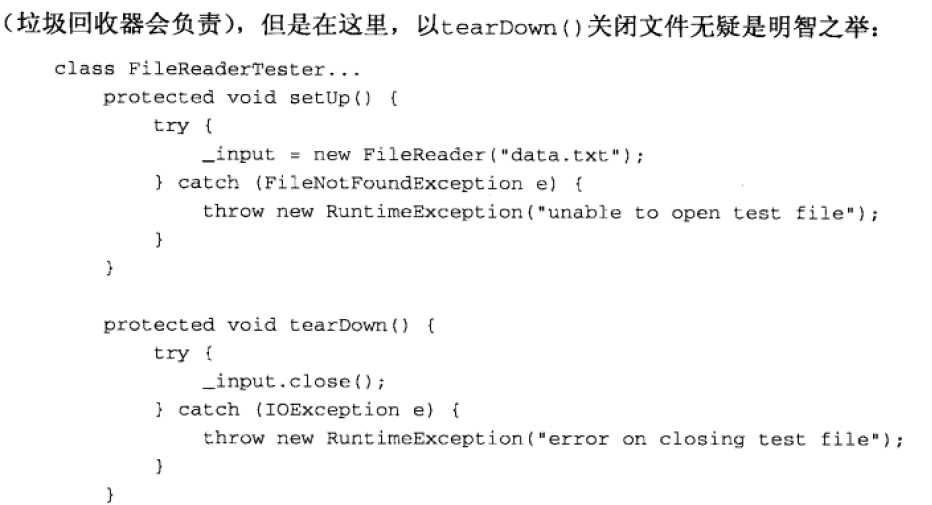 （垃圾回收器会负责），但是在这里，以tearDown()关闭文件无疑是明智之举：
class FileReaderTester...
    protected void setUp() {
        try {
            _input = new FileReader("data.txt");
        } catch (FileNotFoundException e) {
            throw new RuntimeException("unable to open test file");
        }
    }

    protected void tearDown() {
        try {
            _input.close();
        } catch (IOException e) {
            throw new RuntimeException("error on closing test file");
        }
    }